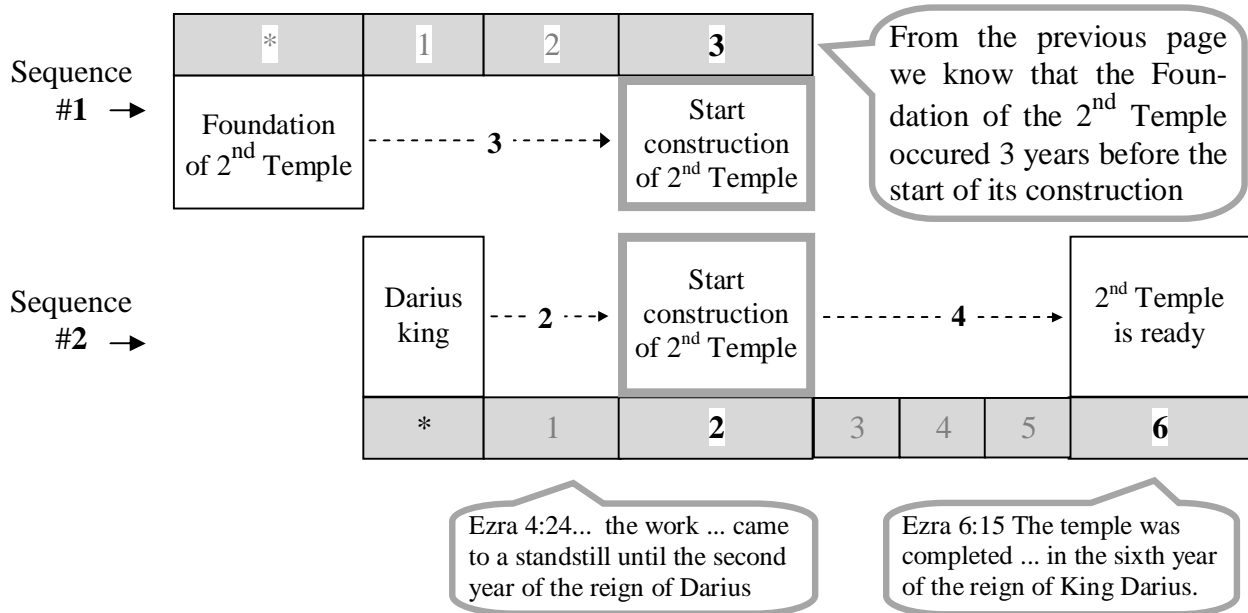 * 1 2 3
Sequence
#1
Foundation
of 2nd Temple
3
Start
construction
of 2nd Temple
From the previous page
we know that the Foun-
dation of the 2nd Temple
occured 3 years before the
start of its construction
Sequence
#2
Darius
king
2
Start
construction
of 2nd Temple
4
2nd Temple
is ready
* 1 2 3 4 5 6
Ezra 4:24... the work ... came
to a standstill until the second
year of the reign of Darius
Ezra 6:15 The temple was
completed ... in the sixth year
of the reign of King Darius.